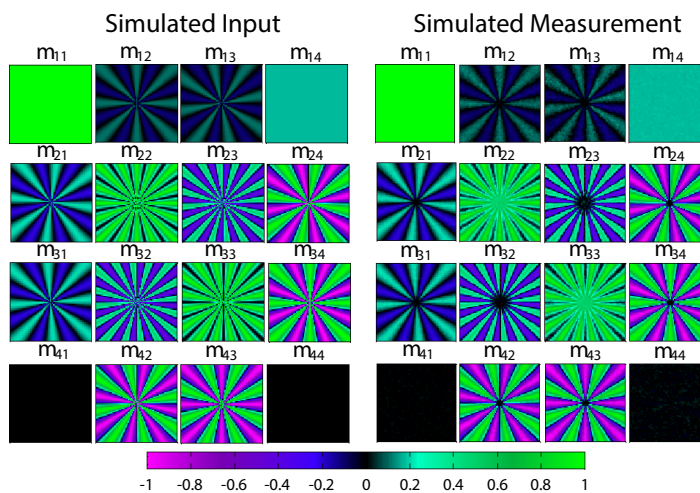 Simulated Input Simulated Measurement
m11 m12 m13 m14 m11 m12 m13 m14
m21 m22 m23 m24 m21 m22 m23 m24
m31 m32 m33 m34 m31 m32 m33 m34
m41 m42 m43 m44 m41 m42 m43 m44
-1 -0.8 -0.6 -0.4 -0.2 0 0.2 0.4 0.6 0.8 1